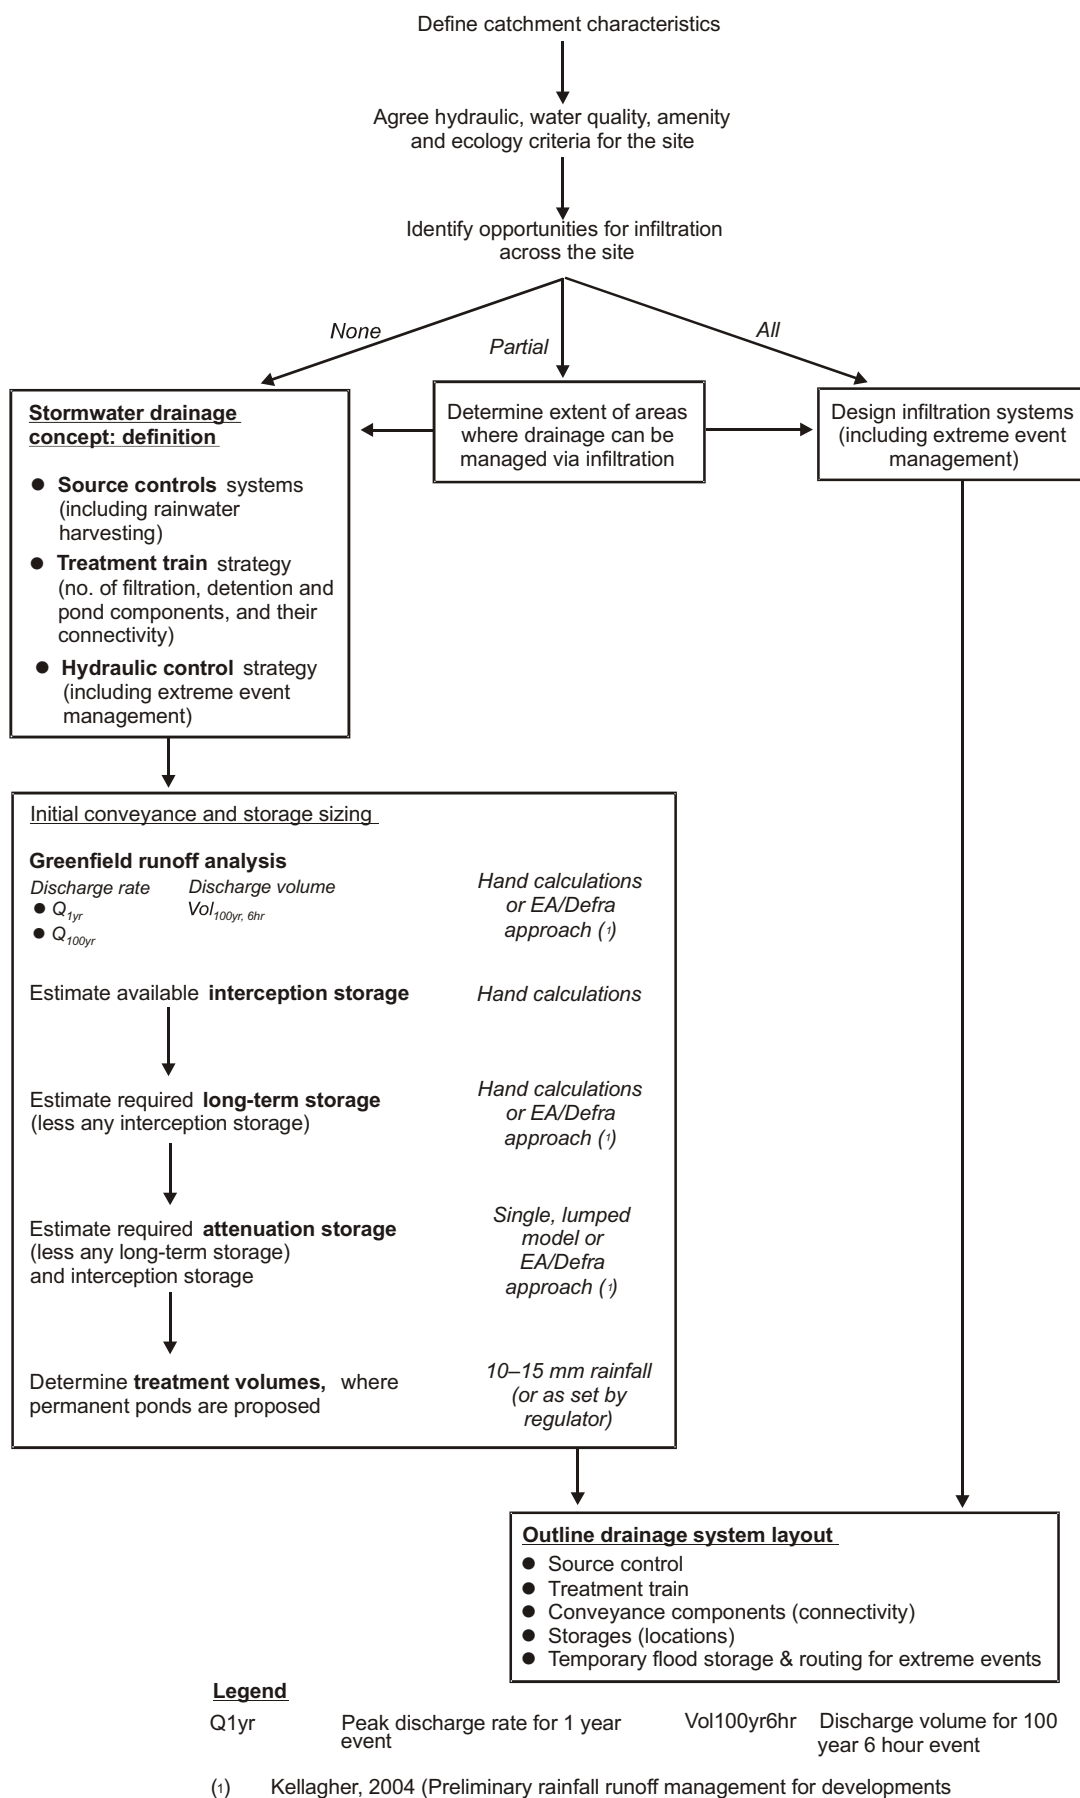 Define catchment characteristics
Agree hydraulic, water quality, amenity
and ecology criteria for the site
Identify opportunities for infiltration
across the site
None
Partial
All
Stormwater drainage
concept: definition
● Source controls systems
(including rainwater
harvesting)
● Treatment train strategy
(no. of filtration, detention and
pond components, and their
connectivity)
● Hydraulic control strategy
(including extreme event
management)
Determine extent of areas
where drainage can be
managed via infiltration
Design infiltration systems
(including extreme event
management)
Initial conveyance and storage sizing
Greenfield runoff analysis
Discharge rate Discharge volume
● Q1yr Vol100yr, 6hr
● Q100yr
Hand calculations
or EA/Defra
approach (1)
Estimate available interception storage
Hand calculations
Estimate required long-term storage
(less any interception storage)
Hand calculations
or EA/Defra
approach (1)
Estimate required attenuation storage
(less any long-term storage)
and interception storage
Single, lumped
model or
EA/Defra
approach (1)
Determine treatment volumes, where
permanent ponds are proposed
10–15 mm rainfall
(or as set by
regulator)
Outline drainage system layout
● Source control
● Treatment train
● Conveyance components (connectivity)
● Storages (locations)
● Temporary flood storage & routing for extreme events
Legend
Q1yr Peak discharge rate for 1 year
event
Vol100yr6hr Discharge volume for 100
year 6 hour event
(1) Kellagher, 2004 (Preliminary rainfall runoff management for developments